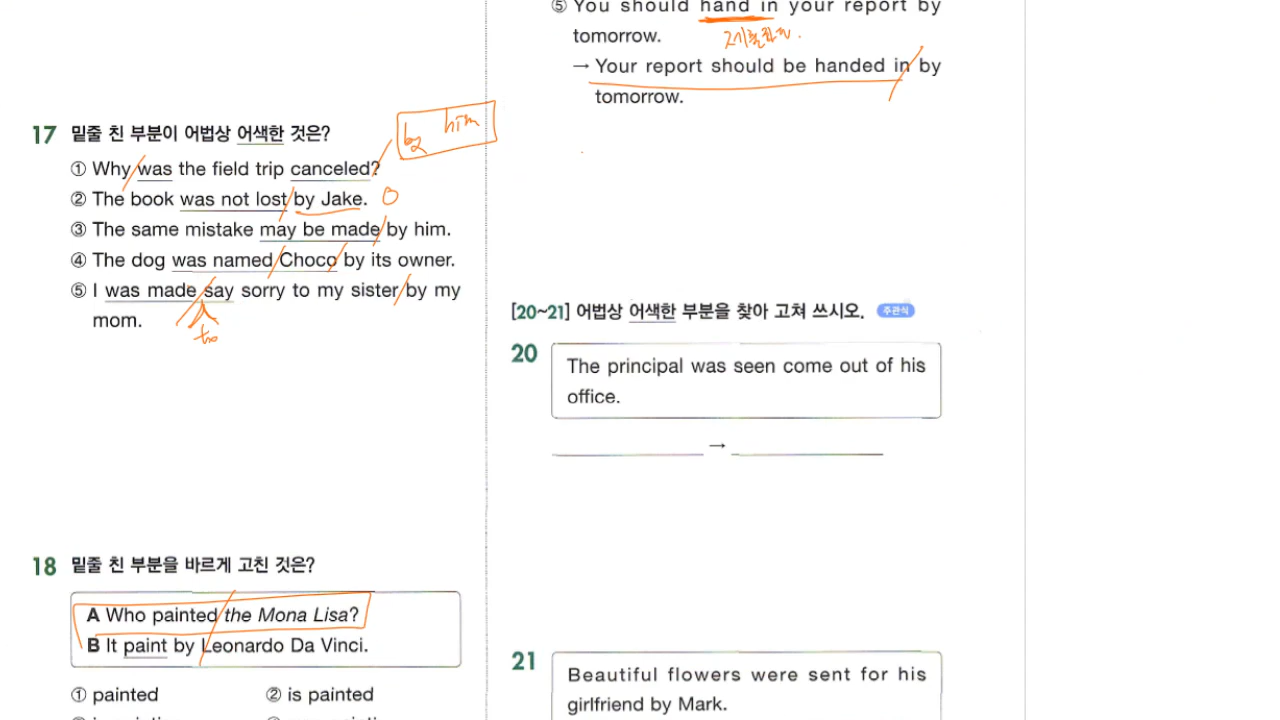 17 밑줄 친 부분이 어법상 어색한 것은?
by him
① Why was the field trip canceled?
② The book was not lost by Jake.
③ The same mistake may be made by him.
④ The dog was named Choco by its owner.
⑤ I was made say sorry to my sister by my
mom.
to
18 밑줄 친 부분을 바르게 고친 것은?
A Who painted the Mona Lisa?
B It paint by Leonardo Da Vinci.
① painted ② is painted
⑤ You should hand in your report by
tomorrow.
→ Your report should be handed in by
tomorrow.
[20~21] 어법상 어색한 부분을 찾아 고쳐 쓰시오. 주관식
20 The principal was seen come out of his
office.
→
21 Beautiful flowers were sent for his
girlfriend by Mark.